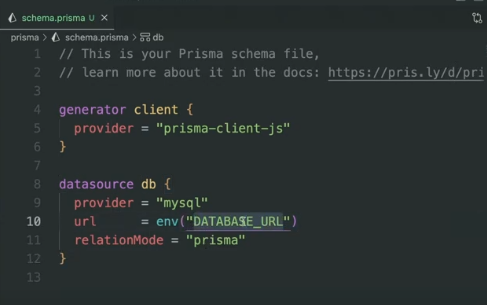 schema.prisma U ×
prisma > schema.prisma > db
1 // This is your Prisma schema file,
2 // learn more about it in the docs: https://pris.ly/d/pri
3
4 generator client {
5 provider = "prisma-client-js"
6 }
7
8 datasource db {
9 provider = "mysql"
10 url = env("DATABASE_URL")
11 relationMode = "prisma"
12 }
13